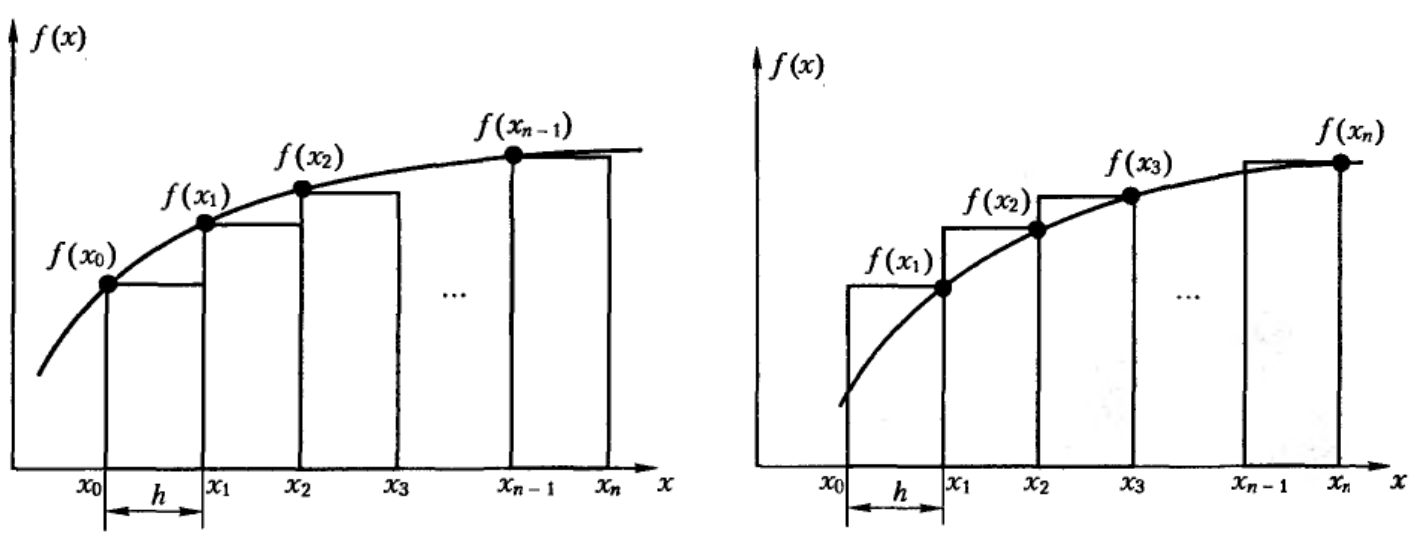 f(x)
f(x_{n-1})
f(x_2)
f(x_1)
f(x_0)
...
x_0 x_1 x_2 x_3 x_{n-1} x_n x
h
f(x)
f(x_n)
f(x_3)
f(x_2)
f(x_1)
...
x_0 x_1 x_2 x_3 x_{n-1} x_n x
h